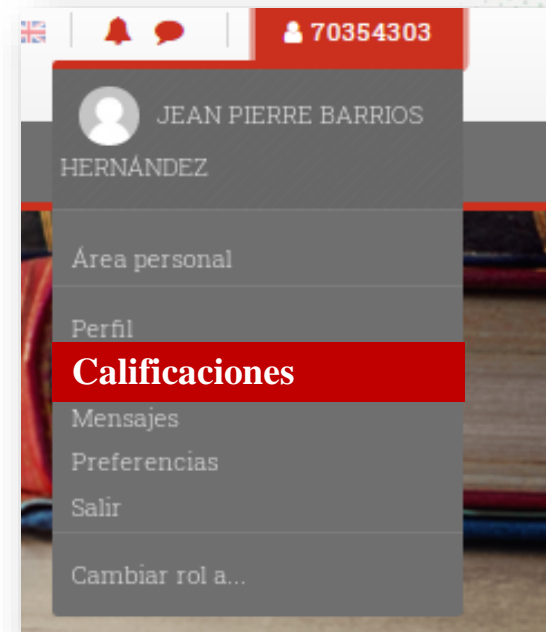 70354303
JEAN PIERRE BARRIOS
HERNÁNDEZ
Área personal
Perfil
Calificaciones
Mensajes
Preferencias
Salir
Cambiar rol a...